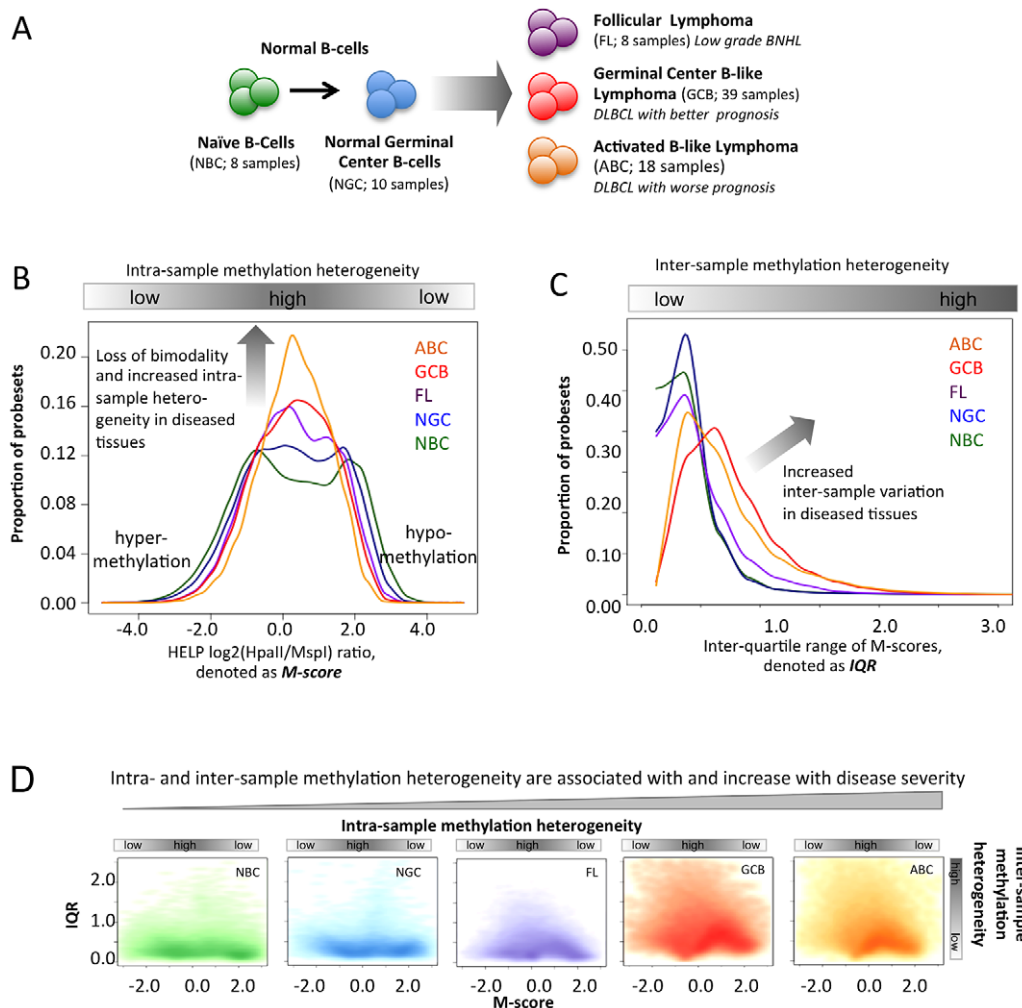 A
Normal B-cells
Naïve B-Cells
(NBC; 8 samples)
Normal Germinal
Center B-cells
(NGC; 10 samples)
Follicular Lymphoma
(FL; 8 samples) Low grade BNHL
Germinal Center B-like
Lymphoma (GCB; 39 samples)
DLBCL with better prognosis
Activated B-like Lymphoma
(ABC; 18 samples)
DLBCL with worse prognosis
B
Intra-sample methylation heterogeneity
low high low
Proportion of probesets
0.20
0.16
0.12
0.08
0.04
0.00
Loss of bimodality
and increased intra-
sample hetero-
geneity in diseased
tissues
ABC
GCB
FL
NGC
NBC
hyper-
methylation
hypo-
methylation
-4.0 -2.0 0.0 2.0 4.0
HELP log2(HpaII/MspI) ratio,
denoted as M-score
C
Inter-sample methylation heterogeneity
low high
Proportion of probesets
0.50
0.40
0.30
0.20
0.10
0.00
ABC
GCB
FL
NGC
NBC
Increased
inter-sample variation
in diseased tissues
0.0 1.0 2.0 3.0
Inter-quartile range of M-scores,
denoted as IQR
D
Intra- and inter-sample methylation heterogeneity are associated with and increase with disease severity
Intra-sample methylation heterogeneity
low high low low high low low high low low high low low high low
IQR
2.0
1.0
0.0
NBC NGC FL GCB ABC
high
low
Inter-sample
methylation
heterogeneity
-2.0 0.0 2.0 -2.0 0.0 2.0 -2.0 0.0 2.0 -2.0 0.0 2.0 -2.0 0.0 2.0
M-score